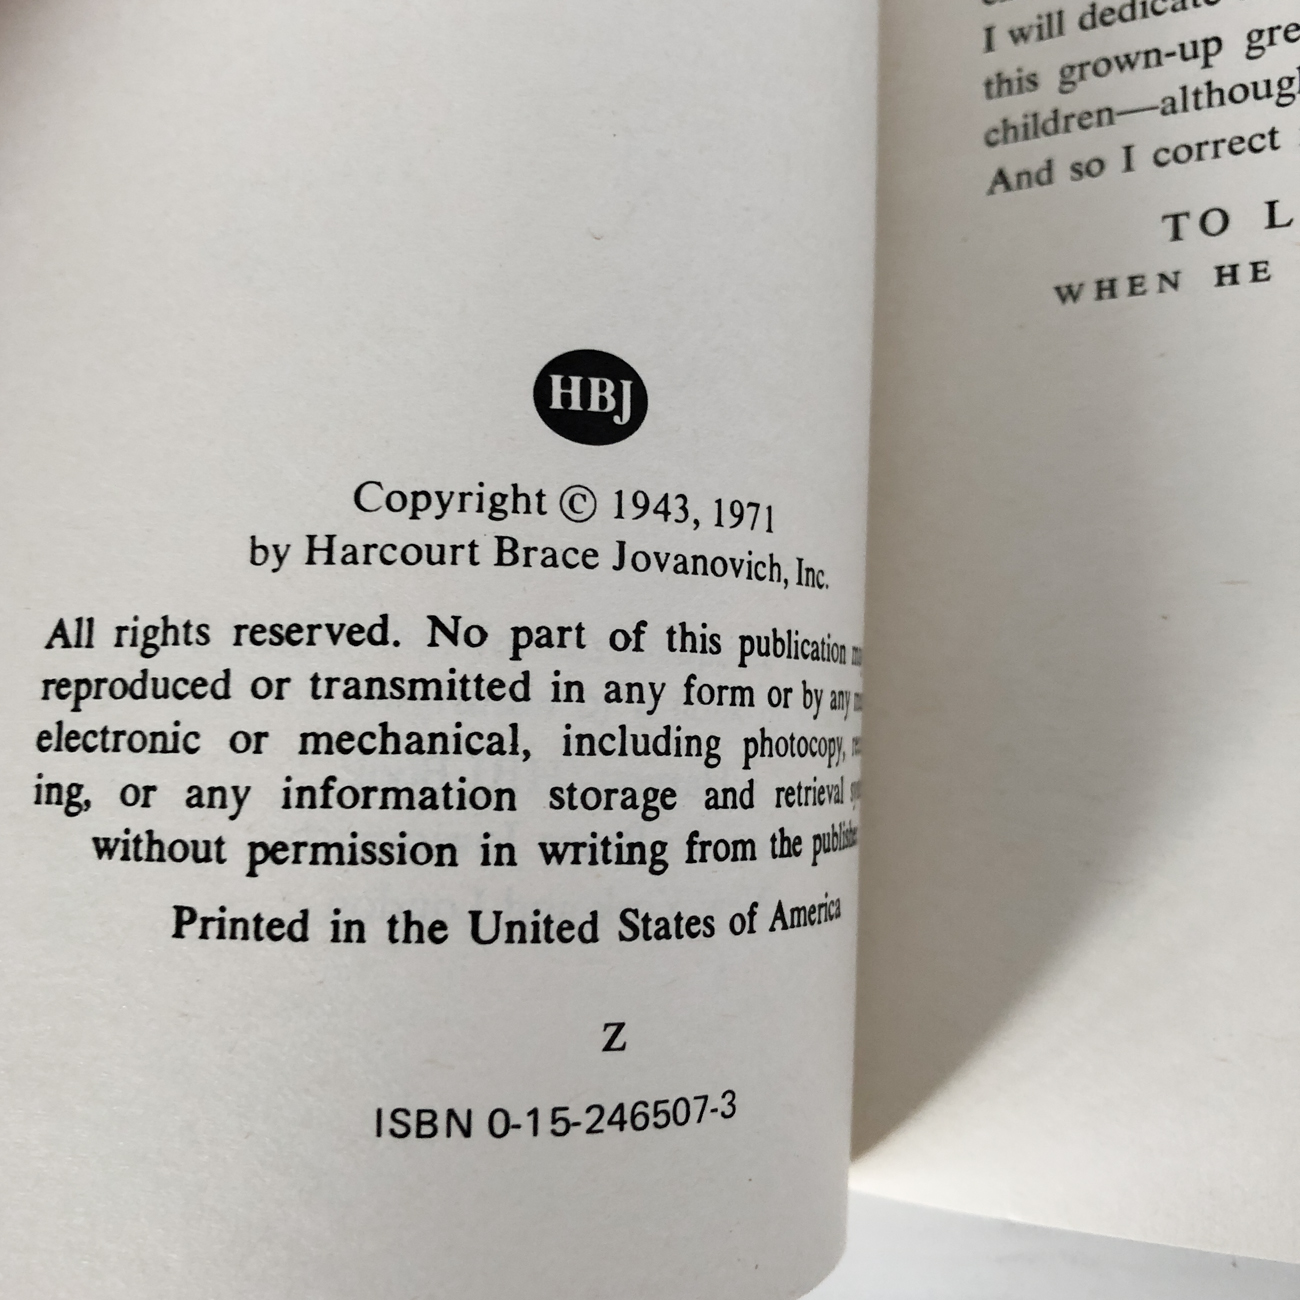 HBJ
Copyright © 1943, 1971
by Harcourt Brace Jovanovich, Inc.
All rights reserved. No part of this publication
reproduced or transmitted in any form or by any
electronic or mechanical, including photocopy,
ing, or any information storage and retrieval
without permission in writing from the
Printed in the United States of America
Z
ISBN 0-15-246507-3
I will dedicate
this grown-up
children—although
And so I correct
TO L
WHEN HE